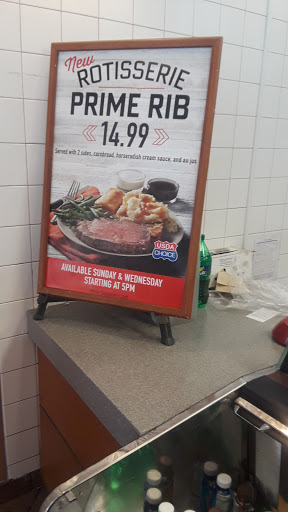 New
ROTISSERIE
PRIME RIB
14.99
Served with 2 sides, cornbread, horseradish cream sauce, and au jus
USDA
CHOICE
AVAILABLE SUNDAY & WEDNESDAY
STARTING AT 5PM